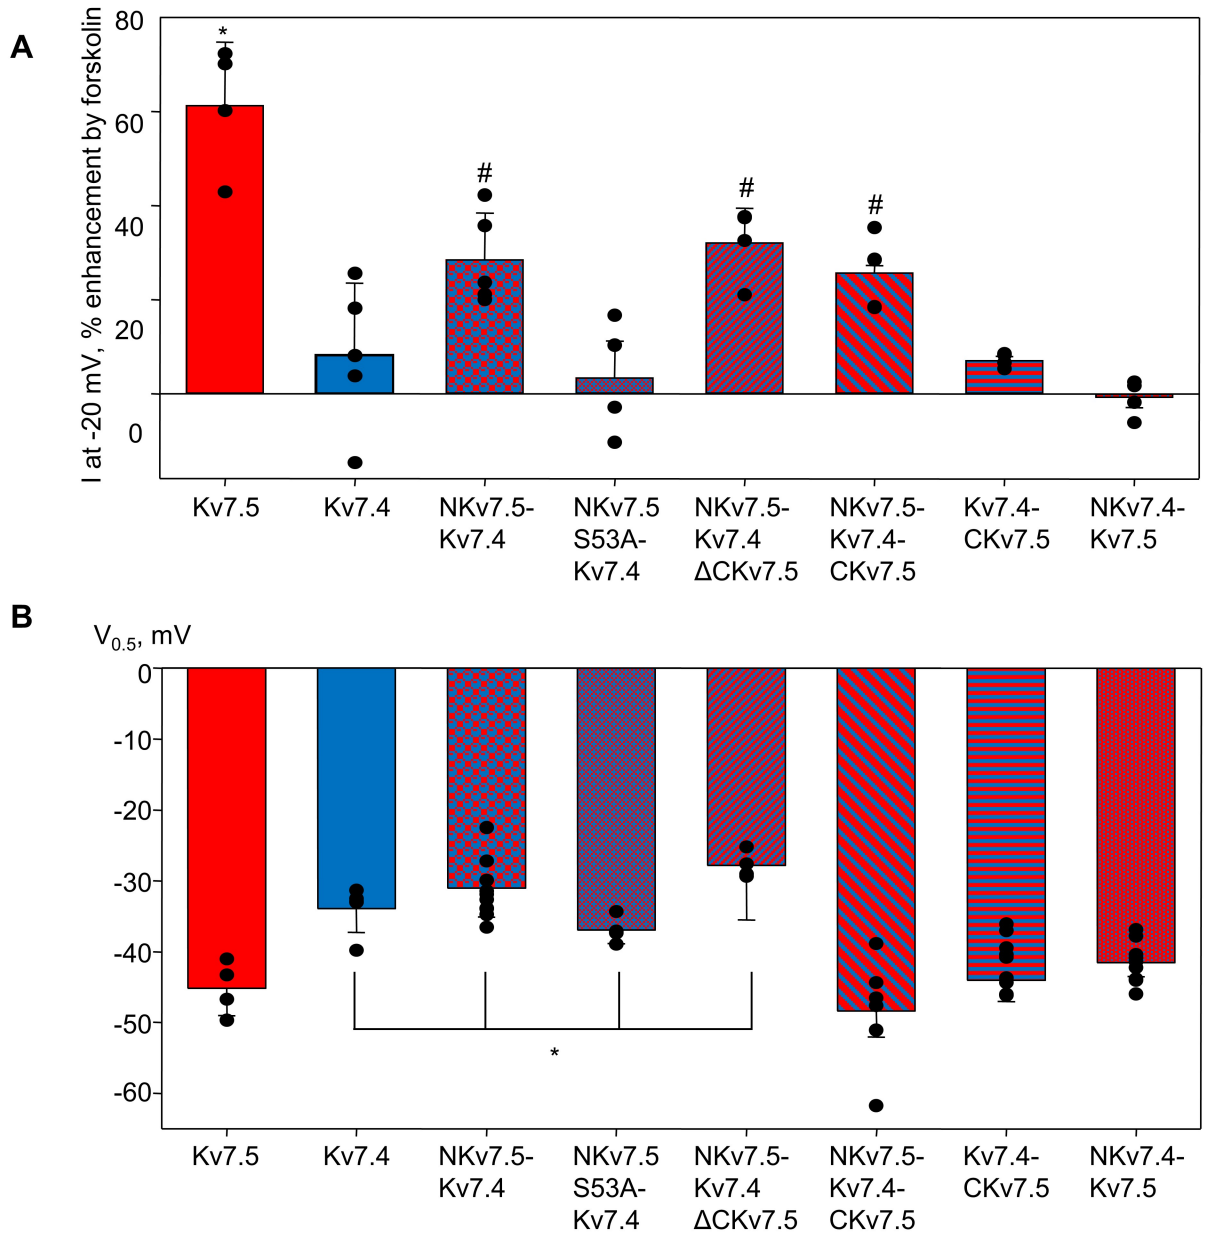 A
I at -20 mV, % enhancement by forskolin
80
60
40
20
0
*
#
#
#
Kv7.5
Kv7.4
NKv7.5-
Kv7.4
NKv7.5
S53A-
Kv7.4
NKv7.5-
Kv7.4
ΔCKv7.5
NKv7.5-
Kv7.4-
CKv7.5
Kv7.4-
CKv7.5
NKv7.4-
Kv7.5
B
V0.5, mV
0
-10
-20
-30
-40
-50
-60
*
Kv7.5
Kv7.4
NKv7.5-
Kv7.4
NKv7.5
S53A-
Kv7.4
NKv7.5-
Kv7.4
ΔCKv7.5
NKv7.5-
Kv7.4-
CKv7.5
Kv7.4-
CKv7.5
NKv7.4-
Kv7.5